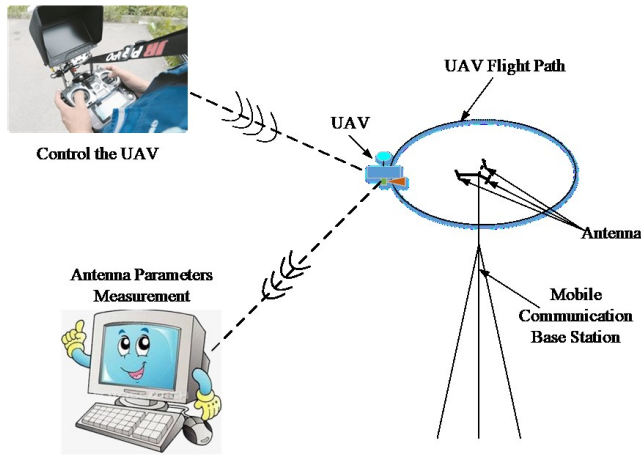 UAV Flight Path
UAV
Control the UAV
Antenna
Antenna Parameters
Measurement
Mobile
Communication
Base Station